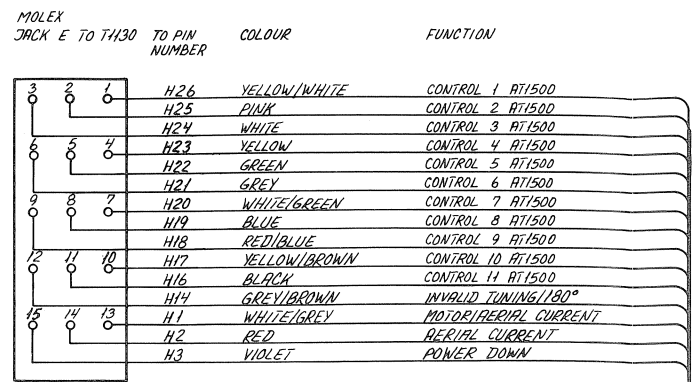 MOLEX
JACK E TO T1130 TO PIN NUMBER COLOUR FUNCTION
3 2 1 H26 YELLOW/WHITE CONTROL 1 AT1500
H25 PINK CONTROL 2 AT1500
H24 WHITE CONTROL 3 AT1500
6 5 4 H23 YELLOW CONTROL 4 AT1500
H22 GREEN CONTROL 5 AT1500
H21 GREY CONTROL 6 AT1500
9 8 7 H20 WHITE/GREEN CONTROL 7 AT1500
H19 BLUE CONTROL 8 AT1500
H18 RED/BLUE CONTROL 9 AT1500
12 11 10 H17 YELLOW/BROWN CONTROL 10 AT1500
H16 BLACK CONTROL 11 AT1500
H14 GREY/BROWN INVALID TUNING/180°
15 14 13 H1 WHITE/GREY MOTOR/AERIAL CURRENT
H2 RED AERIAL CURRENT
H3 VIOLET POWER DOWN